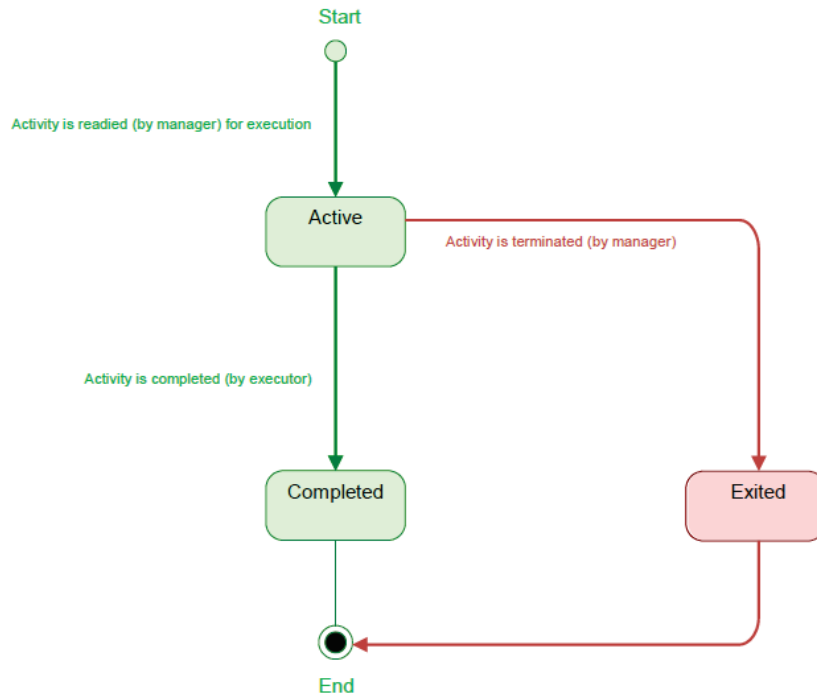 Start
Activity is readied (by manager) for execution
Active
Activity is terminated (by manager)
Activity is completed (by executor)
Completed
Exited
End